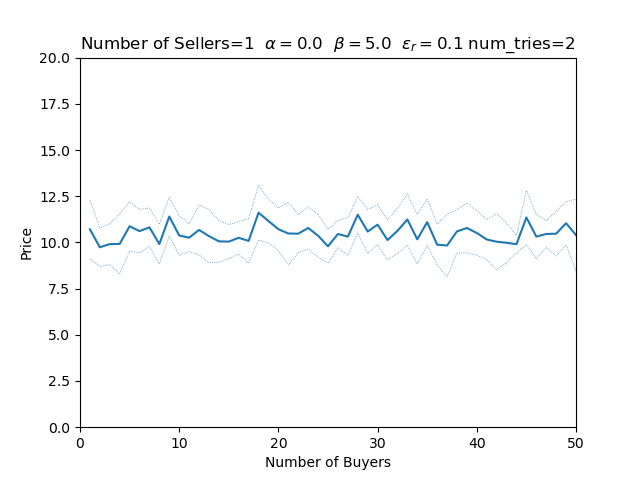 Number of Sellers=1 α = 0.0 β = 5.0 εr = 0.1 num_tries=2
20.0
17.5
15.0
12.5
10.0
7.5
5.0
2.5
0.0
Price
0 10 20 30 40 50
Number of Buyers